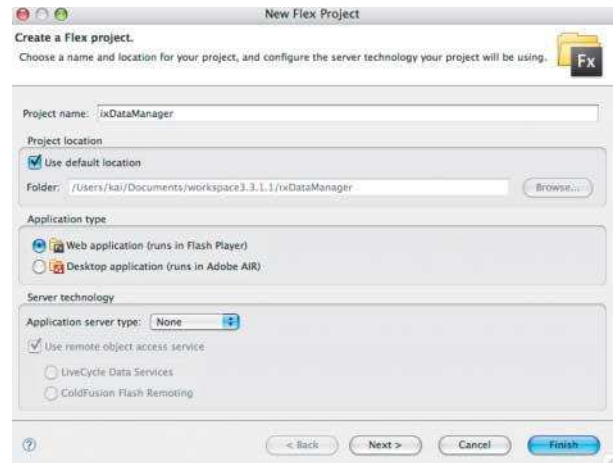 New Flex Project
Create a Flex project.
Choose a name and location for your project, and configure the server technology your project will be using.
Fx
Project name: ixDataManager
Project location
Use default location
Folder: /Users/kai/Documents/workspace3.3.1.1/ixDataManager
Browse...
Application type
Web application (runs in Flash Player)
Desktop application (runs in Adobe AIR)
Server technology
Application server type: None
Use remote object access service
LiveCycle Data Services
ColdFusion Flash Remoting
?
< Back
Next >
Cancel
Finish